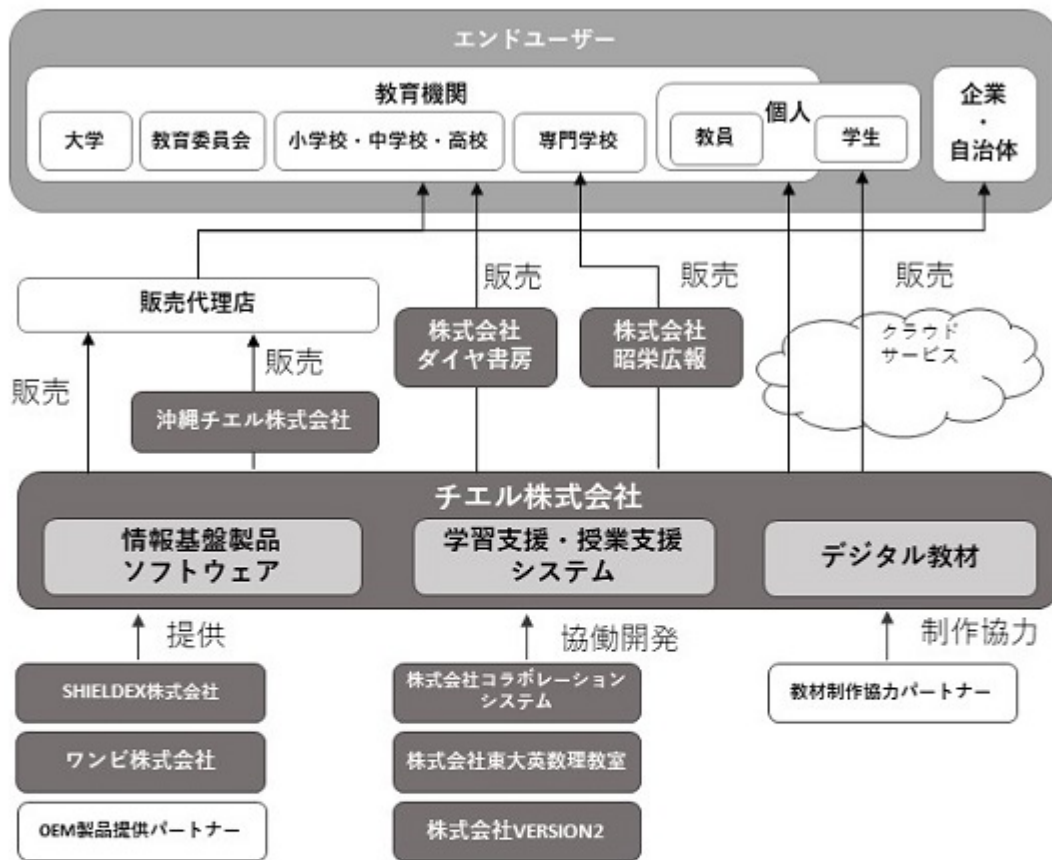 エンドユーザー
教育機関
大学
教育委員会
小学校・中学校・高校
専門学校
個人
教員
学生
企業
・
自治体
販売代理店
販売
販売
沖縄チエル株式会社
販売
株式会社
ダイヤ書房
販売
株式会社
昭栄広報
販売
クラウド
サービス
チエル株式会社
情報基盤製品
ソフトウェア
学習支援・授業支援
システム
デジタル教材
提供
協働開発
制作協力
SHIELDEX株式会社
ワンビ株式会社
OEM製品提供パートナー
株式会社コラボレーション
システム
株式会社東大英数理教室
株式会社VERSION2
教材制作協力パートナー